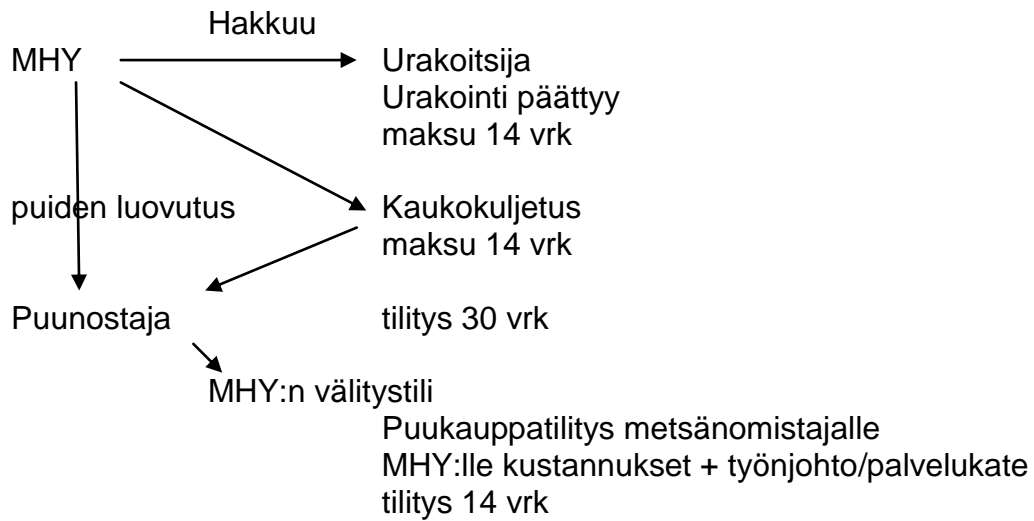 Hakkuu
MHY
Urakoitsija
Urakointi päättyy
maksu 14 vrk
puiden luovutus
Kaukokuljetus
maksu 14 vrk
Puunostaja
tilitys 30 vrk
MHY:n välitystili
Puukauppatilitys metsänomistajalle
MHY:lle kustannukset + työnjohto/palvelukate
tilitys 14 vrk